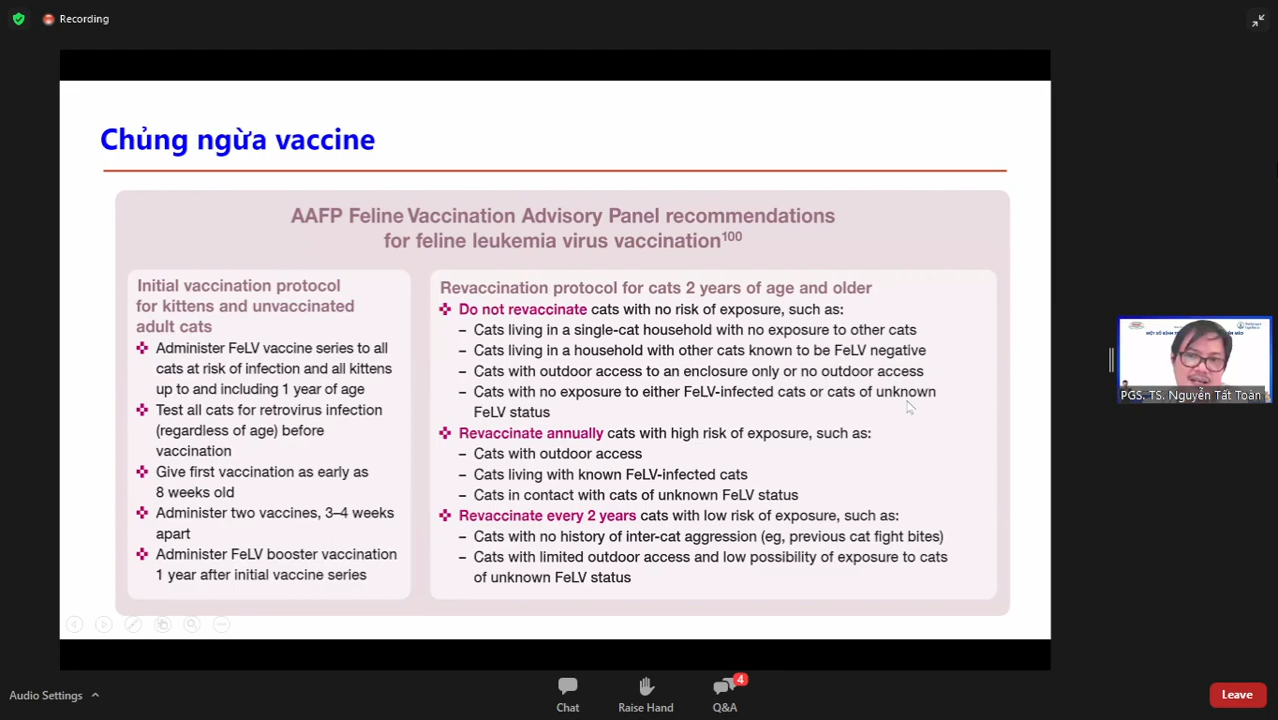 Recording
Chủng ngừa vaccine
AAFP Feline Vaccination Advisory Panel recommendations
for feline leukemia virus vaccination100
Initial vaccination protocol
for kittens and unvaccinated
adult cats
❖ Administer FeLV vaccine series to all
cats at risk of infection and all kittens
up to and including 1 year of age
❖ Test all cats for retrovirus infection
(regardless of age) before
vaccination
❖ Give first vaccination as early as
8 weeks old
❖ Administer two vaccines, 3–4 weeks
apart
❖ Administer FeLV booster vaccination
1 year after initial vaccine series
Revaccination protocol for cats 2 years of age and older
❖ Do not revaccinate cats with no risk of exposure, such as:
– Cats living in a single-cat household with no exposure to other cats
– Cats living in a household with other cats known to be FeLV negative
– Cats with outdoor access to an enclosure only or no outdoor access
– Cats with no exposure to either FeLV-infected cats or cats of unknown
FeLV status
❖ Revaccinate annually cats with high risk of exposure, such as:
– Cats with outdoor access
– Cats living with known FeLV-infected cats
– Cats in contact with cats of unknown FeLV status
❖ Revaccinate every 2 years cats with low risk of exposure, such as:
– Cats with no history of inter-cat aggression (eg, previous cat fight bites)
– Cats with limited outdoor access and low possibility of exposure to cats
of unknown FeLV status
PGS. TS. Nguyễn Tất Toàn
Audio Settings
Chat
Raise Hand
4
Q&A
Leave